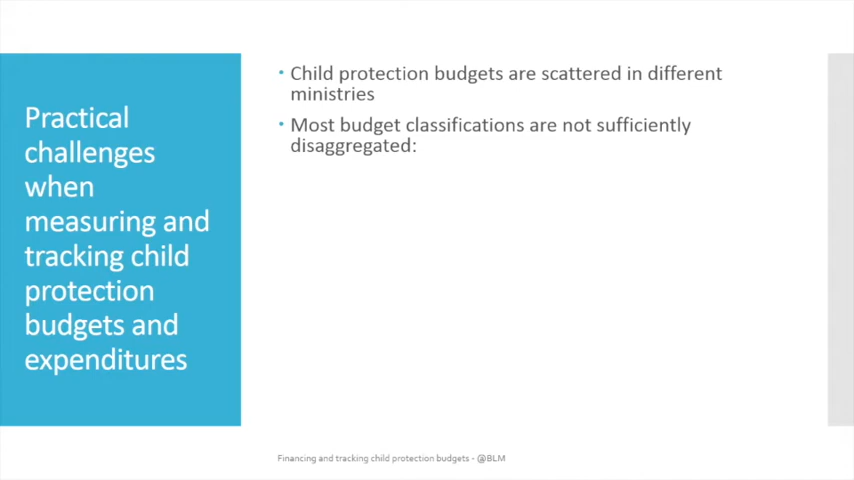 Practical
challenges
when
measuring and
tracking child
protection
budgets and
expenditures
• Child protection budgets are scattered in different
ministries
• Most budget classifications are not sufficiently
disaggregated:
Financing and tracking child protection budgets - @BLM